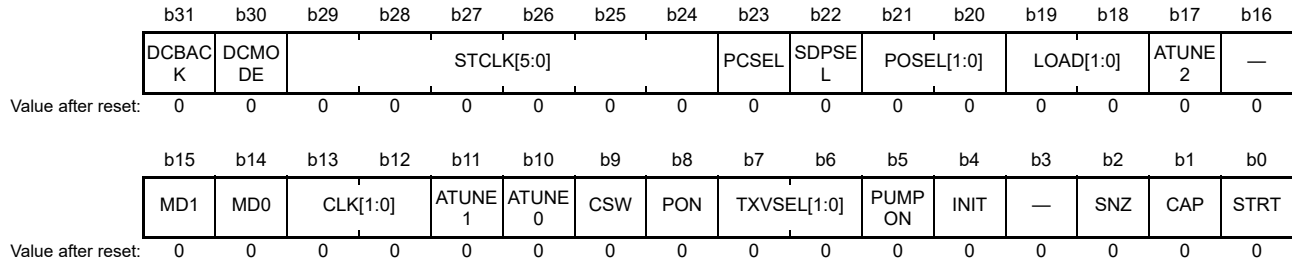 b31 b30 b29 b28 b27 b26 b25 b24 b23 b22 b21 b20 b19 b18 b17 b16
DCBAC DCMO STCLK[5:0] PCSEL SDPSE POSEL[1:0] LOAD[1:0] ATUNE —
K DE L 2
Value after reset: 0 0 0 0 0 0 0 0 0 0 0 0 0 0 0 0
b15 b14 b13 b12 b11 b10 b9 b8 b7 b6 b5 b4 b3 b2 b1 b0
MD1 MD0 CLK[1:0] ATUNE ATUNE CSW PON TXVSEL[1:0] PUMP INIT — SNZ CAP STRT
1 0 ON
Value after reset: 0 0 0 0 0 0 0 0 0 0 0 0 0 0 0 0